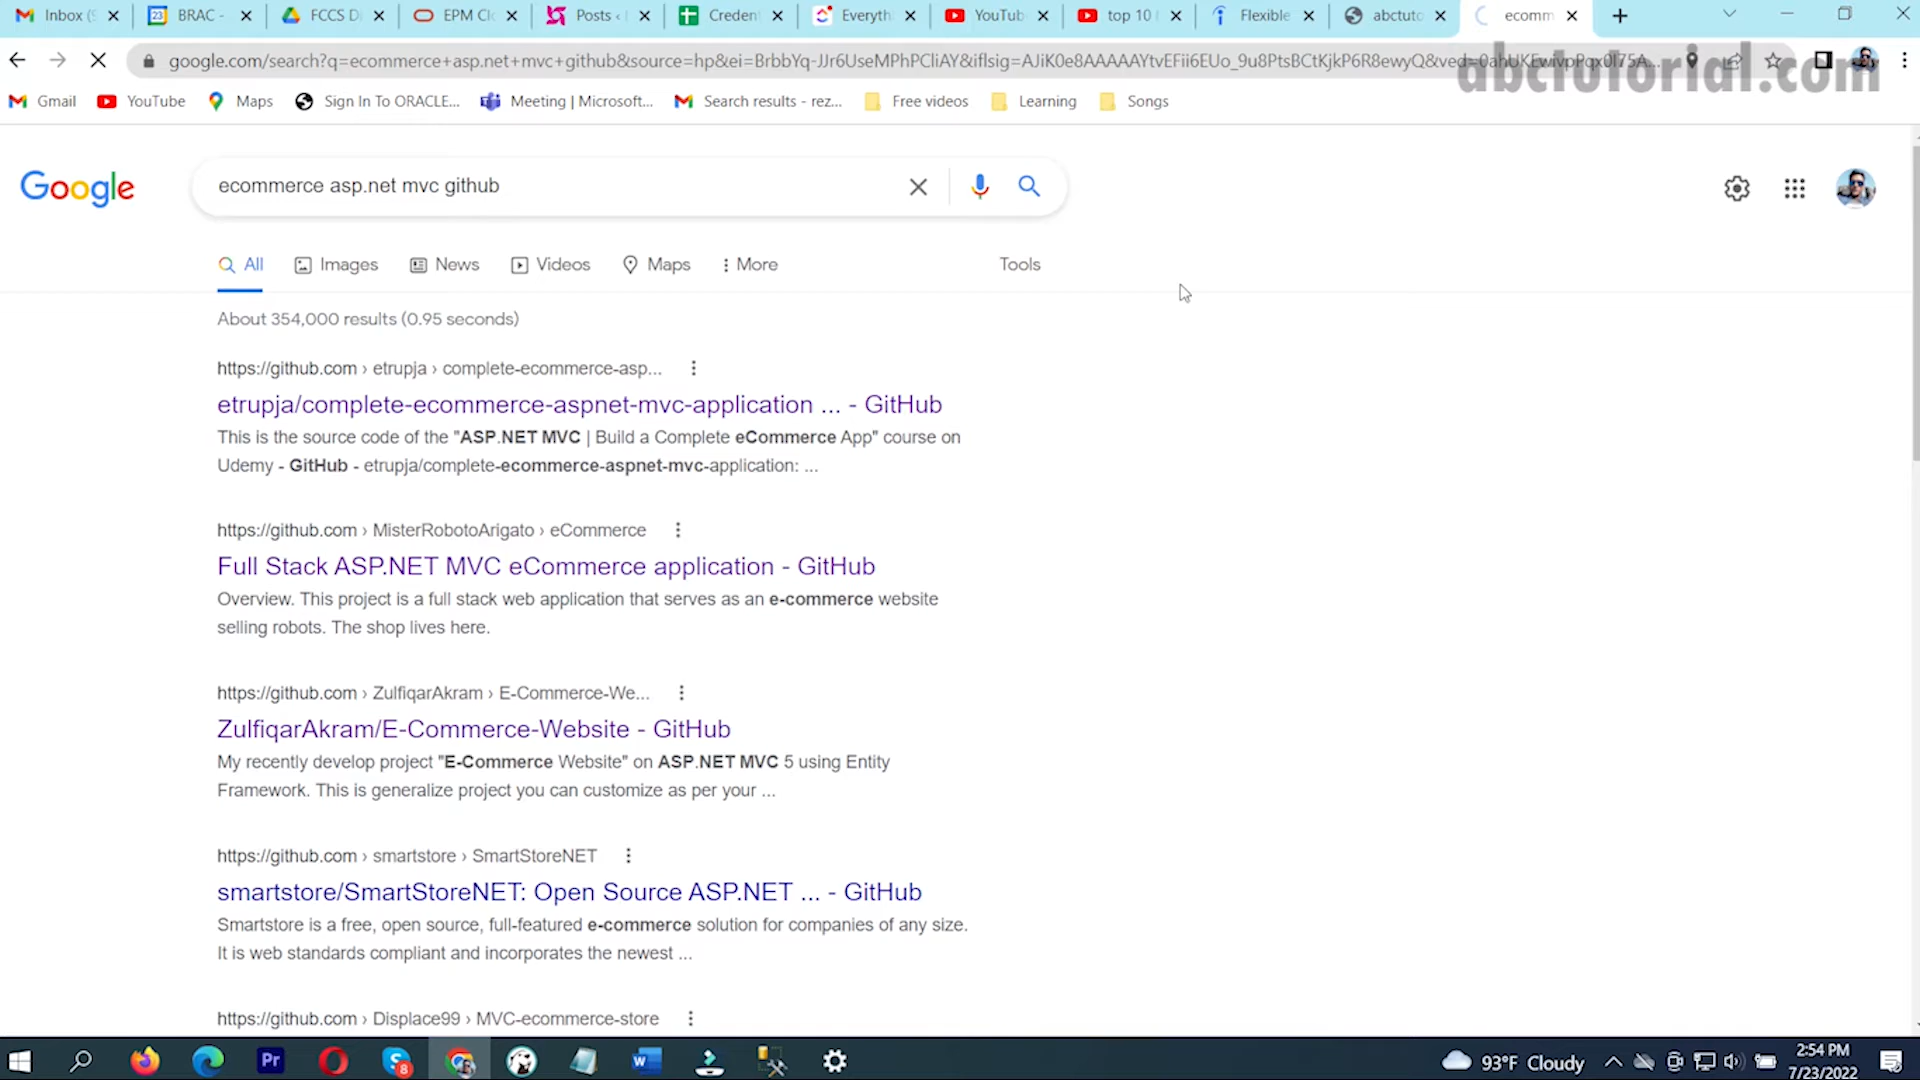 Inbox (
BRAC -
FCCS D
EPM Cl
Posts ‹
Creden
Everyth
YouTub
top 10
Flexible
abctuto
ecomm
google.com/search?q=ecommerce+asp.net+mvc+github&source=hp&ei=BrbbYq-JJr6UseMPhPCliAY&iflsig=AJiK0e8AAAAAYtvEFii6EUo_9u8PtsBCtKjkP6R8ewyQ&ved=0ahUKEwivpPqx0I75A...
abctutorial.com
Gmail
YouTube
Maps
Sign In To ORACLE...
Meeting | Microsoft...
Search results - rez...
Free videos
Learning
Songs
Google
ecommerce asp.net mvc github
All
Images
News
Videos
Maps
More
Tools
About 354,000 results (0.95 seconds)
https://github.com › etrupja › complete-ecommerce-asp...
etrupja/complete-ecommerce-aspnet-mvc-application ... - GitHub
This is the source code of the "ASP.NET MVC | Build a Complete eCommerce App" course on
Udemy - GitHub - etrupja/complete-ecommerce-aspnet-mvc-application: ...
https://github.com › MisterRobotoArigato › eCommerce
Full Stack ASP.NET MVC eCommerce application - GitHub
Overview. This project is a full stack web application that serves as an e-commerce website
selling robots. The shop lives here.
https://github.com › ZulfiqarAkram › E-Commerce-We...
ZulfiqarAkram/E-Commerce-Website - GitHub
My recently develop project "E-Commerce Website" on ASP.NET MVC 5 using Entity
Framework. This is generalize project you can customize as per your ...
https://github.com › smartstore › SmartStoreNET
smartstore/SmartStoreNET: Open Source ASP.NET ... - GitHub
Smartstore is a free, open source, full-featured e-commerce solution for companies of any size.
It is web standards compliant and incorporates the newest ...
https://github.com › Displace99 › MVC-ecommerce-store
93°F Cloudy
2:54 PM
7/23/2022